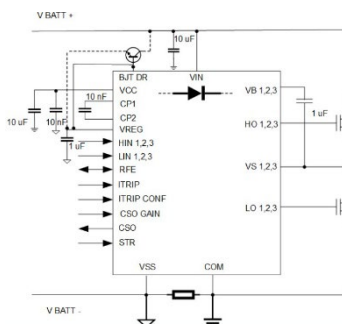 V BATT +
10 uF
BJT DR
VIN
VCC
10 nF
CP1
CP2
VREG
10 uF
10 nF
1 uF
HIN 1,2,3
LIN 1,2,3
RFE
ITRIP
ITRIP CONF
CSO GAIN
CSO
STR
VB 1,2,3
1 uF
HO 1,2,3
VS 1,2,3
LO 1,2,3
VSS
COM
V BATT -